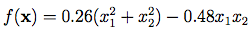 f(𝐱) = 0.26(x₁² + x₂²) − 0.48x₁x₂